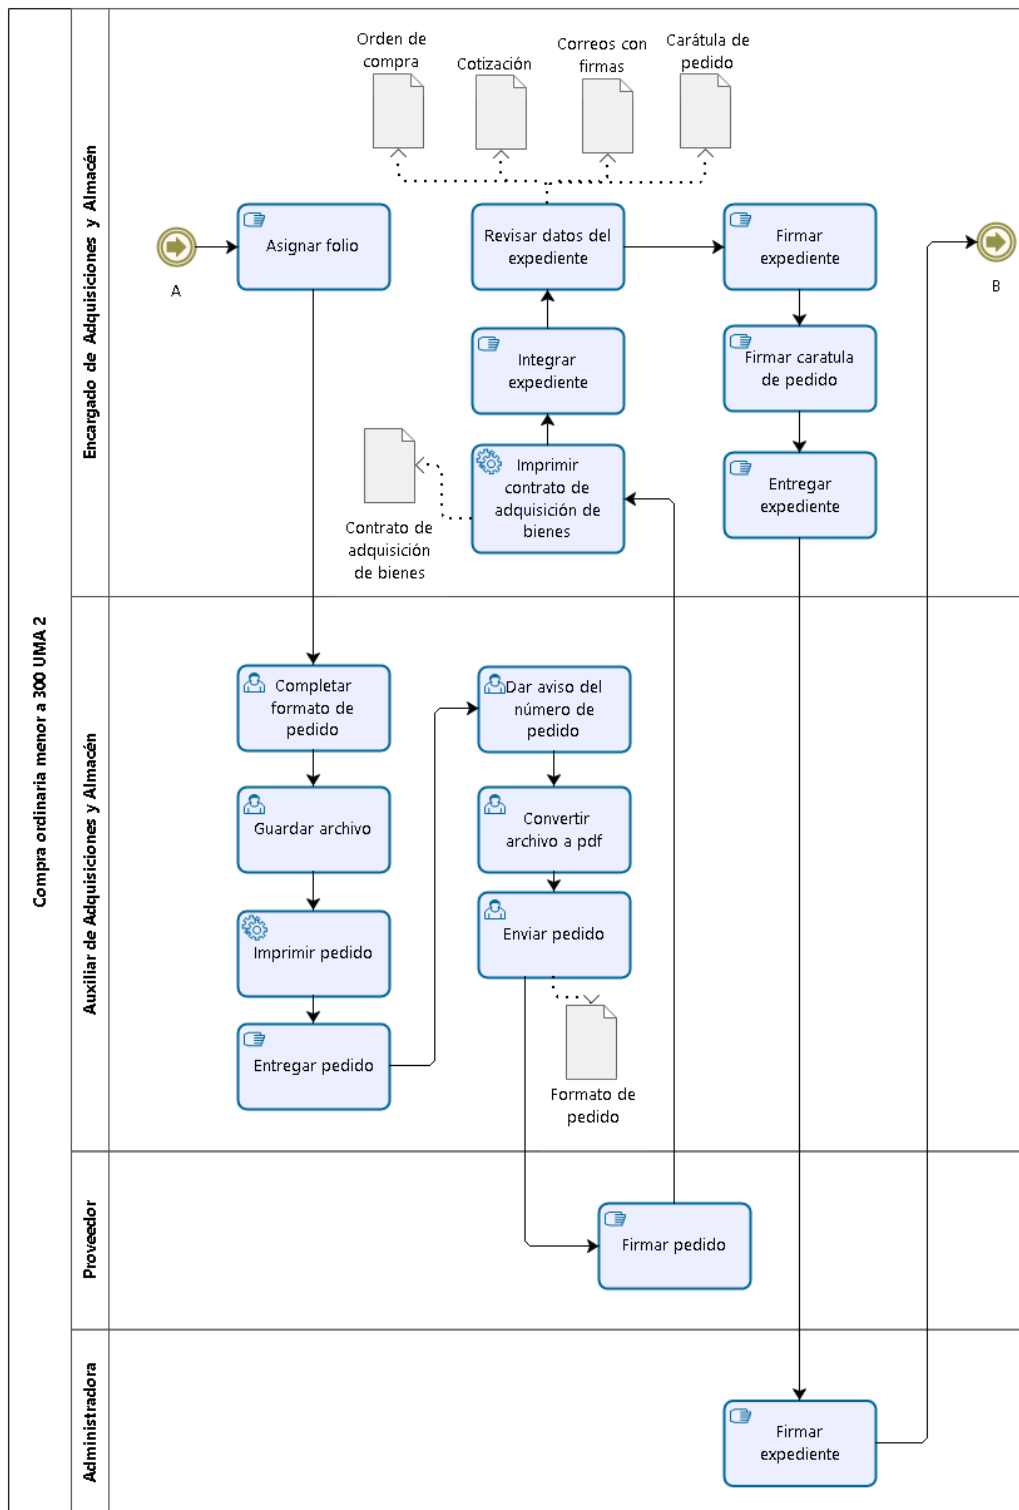 Compra ordinaria menor a 300 UMA 2
Encargado de Adquisiciones y Almacén
Orden de
compra
Cotización
Correos con
firmas
Carátula de
pedido
A
Asignar folio
Revisar datos del
expediente
Firmar
expediente
B
Integrar
expediente
Firmar caratula
de pedido
Imprimir
contrato de
adquisición de
bienes
Entregar
expediente
Contrato de
adquisición
de bienes
Auxiliar de Adquisiciones y Almacén
Completar
formato de
pedido
Dar aviso del
número de
pedido
Guardar archivo
Convertir
archivo a pdf
Imprimir pedido
Enviar pedido
Entregar pedido
Formato de
pedido
Proveedor
Firmar pedido
Administradora
Firmar
expediente